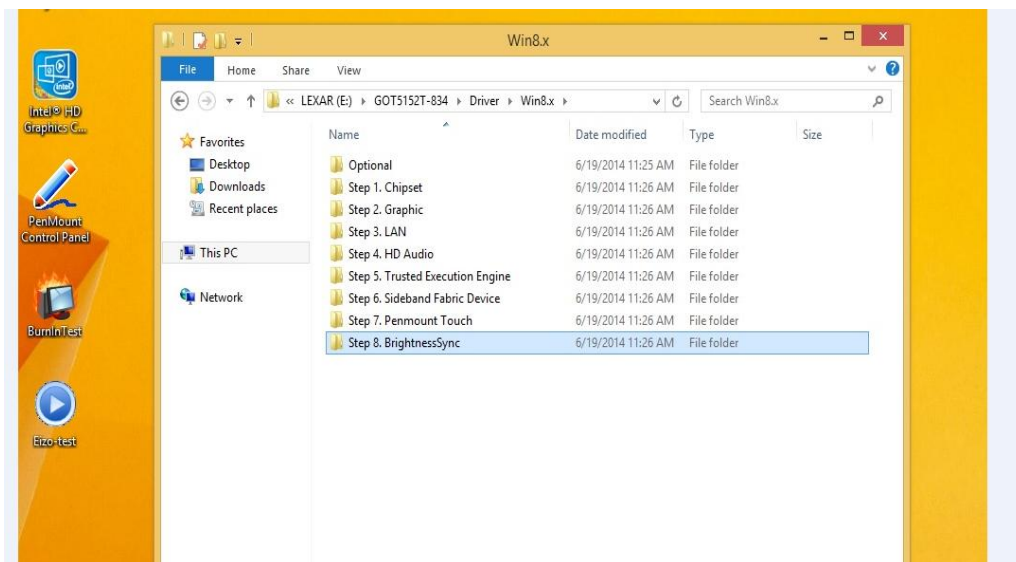 Win8.x
File Home Share View
« LEXAR (E:) ▸ GOT5152T-834 ▸ Driver ▸ Win8.x ▸
Search Win8.x
Name Date modified Type Size
Favorites
Desktop
Downloads
Recent places
This PC
Network
Optional 6/19/2014 11:25 AM File folder
Step 1. Chipset 6/19/2014 11:26 AM File folder
Step 2. Graphic 6/19/2014 11:26 AM File folder
Step 3. LAN 6/19/2014 11:26 AM File folder
Step 4. HD Audio 6/19/2014 11:26 AM File folder
Step 5. Trusted Execution Engine 6/19/2014 11:26 AM File folder
Step 6. Sideband Fabric Device 6/19/2014 11:26 AM File folder
Step 7. Penmount Touch 6/19/2014 11:26 AM File folder
Step 8. BrightnessSync 6/19/2014 11:26 AM File folder
intel
Intel® HD
Graphics C...
PenMount
Control Panel
BurnInTest
Eizo-test